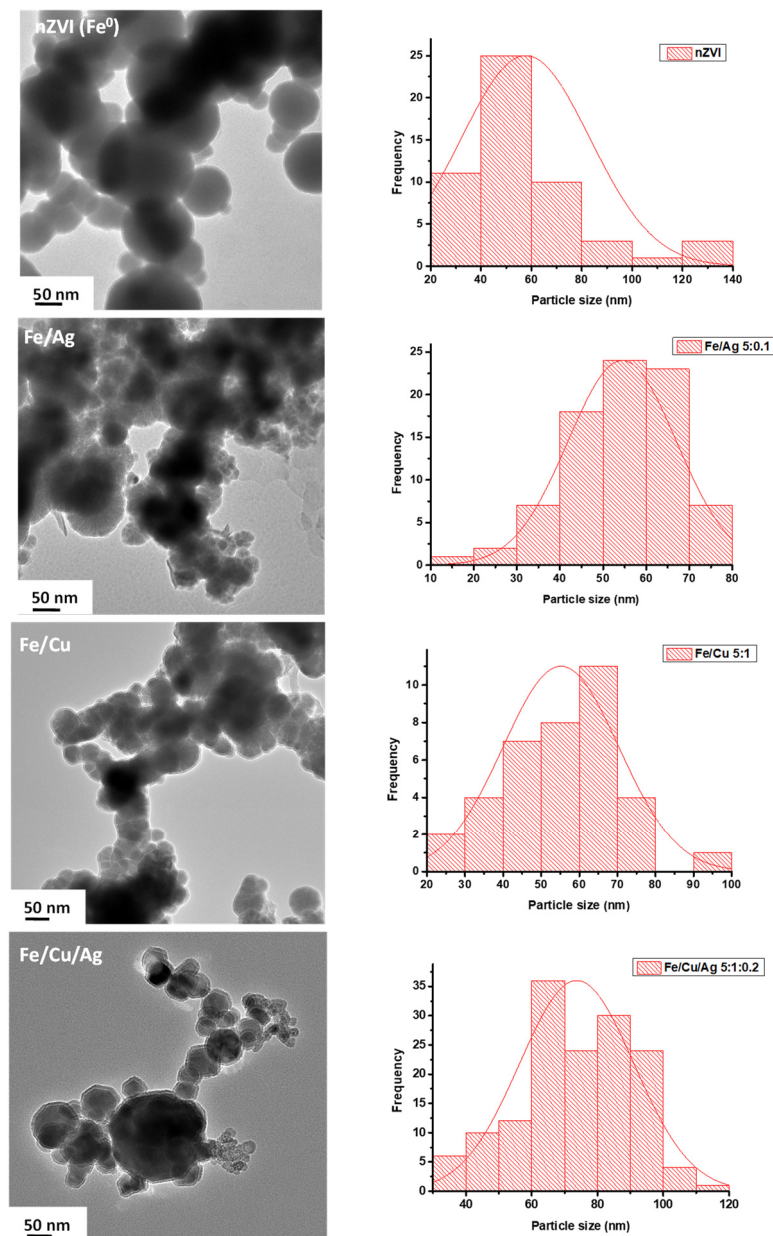 nZVI (Fe⁰)
50 nm
nZVI
Frequency
25
20
15
10
5
0
20 40 60 80 100 120 140
Particle size (nm)
Fe/Ag
50 nm
Fe/Ag 5:0.1
Frequency
25
20
15
10
5
0
10 20 30 40 50 60 70 80
Particle size (nm)
Fe/Cu
50 nm
Fe/Cu 5:1
Frequency
10
8
6
4
2
0
20 30 40 50 60 70 80 90 100
Particle size (nm)
Fe/Cu/Ag
50 nm
Fe/Cu/Ag 5:1:0.2
Frequency
35
30
25
20
15
10
5
0
40 60 80 100 120
Particle size (nm)